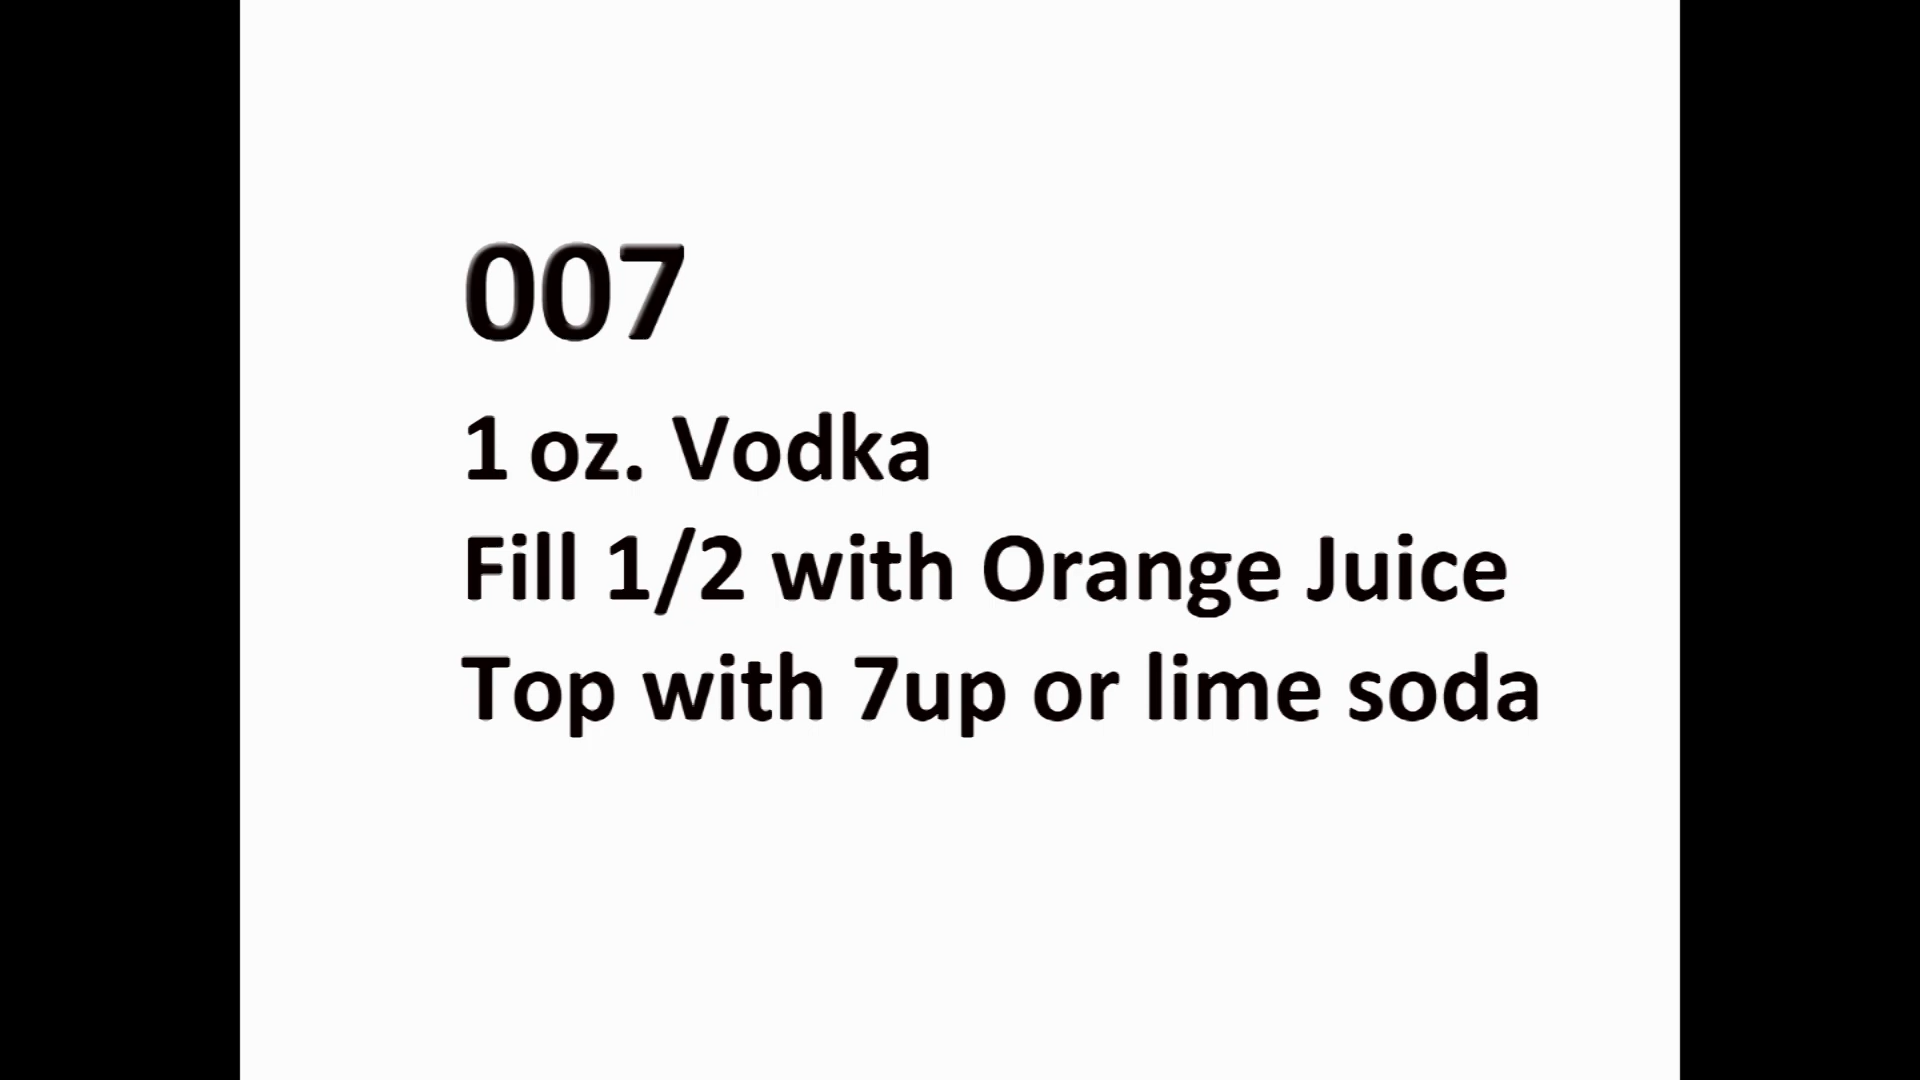 007
1 oz. Vodka
Fill 1/2 with Orange Juice
Top with 7up or lime soda